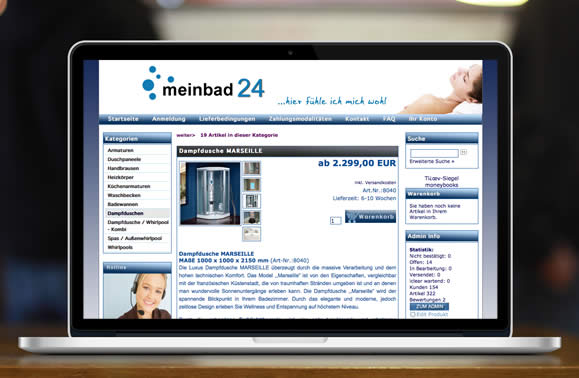 meinbad 24
...hier fühle ich mich wohl
Startseite Anmeldung Lieferbedingungen Zahlungsmodalitäten Kontakt FAQ Ihr Konto
Kategorien
Armaturen
Duschpaneele
Handbrausen
Heizkörper
Küchenarmaturen
Waschbecken
Badewannen
Dampfduschen
Dampfdusche / Whirlpool
- Kombi
Spas / Außenwhirlpool
Whirlpools
Hotline
weiter> 19 Artikel in dieser Kategorie
Dampfdusche MARSEILLE
ab 2.299,00 EUR
inkl. Versandkosten
Art.Nr.:8040
Lieferzeit: 6-10 Wochen
1 Warenkorb
Dampfdusche MARSEILLE
MAßE 1000 x 1000 x 2150 mm (Art-Nr.:8040)
Die Luxus Dampfdusche MARSEILLE überzeugt durch die massive Verarbeitung und dem
hohen technischen Komfort. Das Model „Marseille" ist von den Eigenschaften, vergleichbar
mit der französischen Küstenstadt, die von traumhaften Stränden umgeben ist und an denen
man wundervolle Sonnenuntergänge erleben kann. Die Dampfdusche „Marseille" wird der
spannende Blickpunkt in Ihrem Badezimmer. Durch das elegante und moderne, jedoch
zeitlose Design erleben Sie Wellness und Entspannung auf höchstem Niveau.
Suche
Erweiterte Suche »
moneybooks
Warenkorb
Sie haben noch keine
Artikel in Ihrem
Warenkorb.
Admin Info
Statistik:
Nicht bestätigt: 0
Offen: 14
In Bearbeitung: 0
Versendet: 0
Kunden 154
Artikel 322
Bewertungen 2
ZUM ADMIN
Edit Produkt